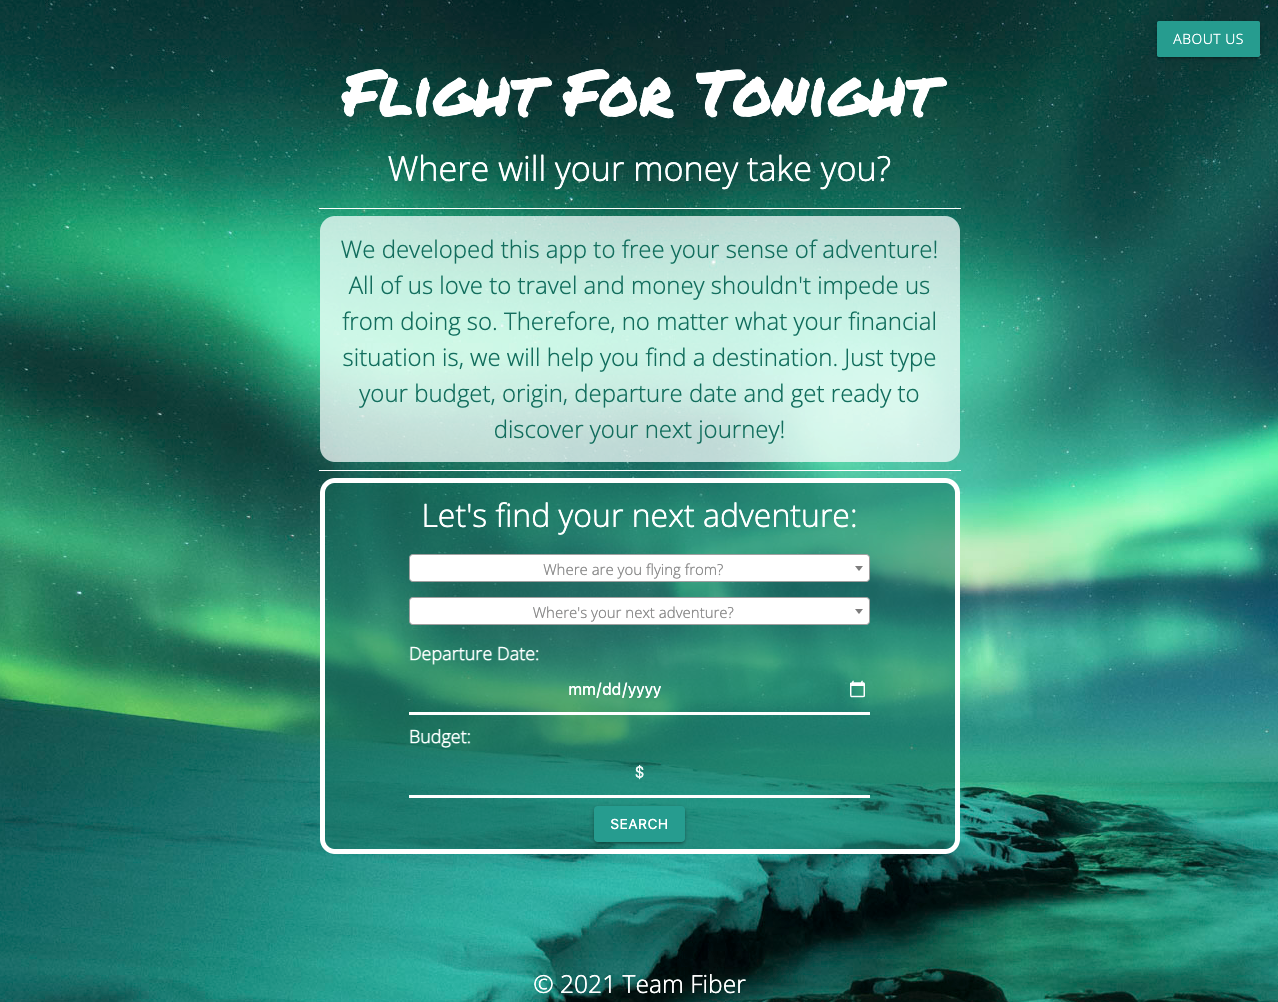 ABOUT US
Flight For Tonight
Where will your money take you?
We developed this app to free your sense of adventure!
All of us love to travel and money shouldn't impede us
from doing so. Therefore, no matter what your financial
situation is, we will help you find a destination. Just type
your budget, origin, departure date and get ready to
discover your next journey!
Let's find your next adventure:
Where are you flying from?
Where's your next adventure?
Departure Date:
mm/dd/yyyy
Budget:
$
SEARCH
© 2021 Team Fiber